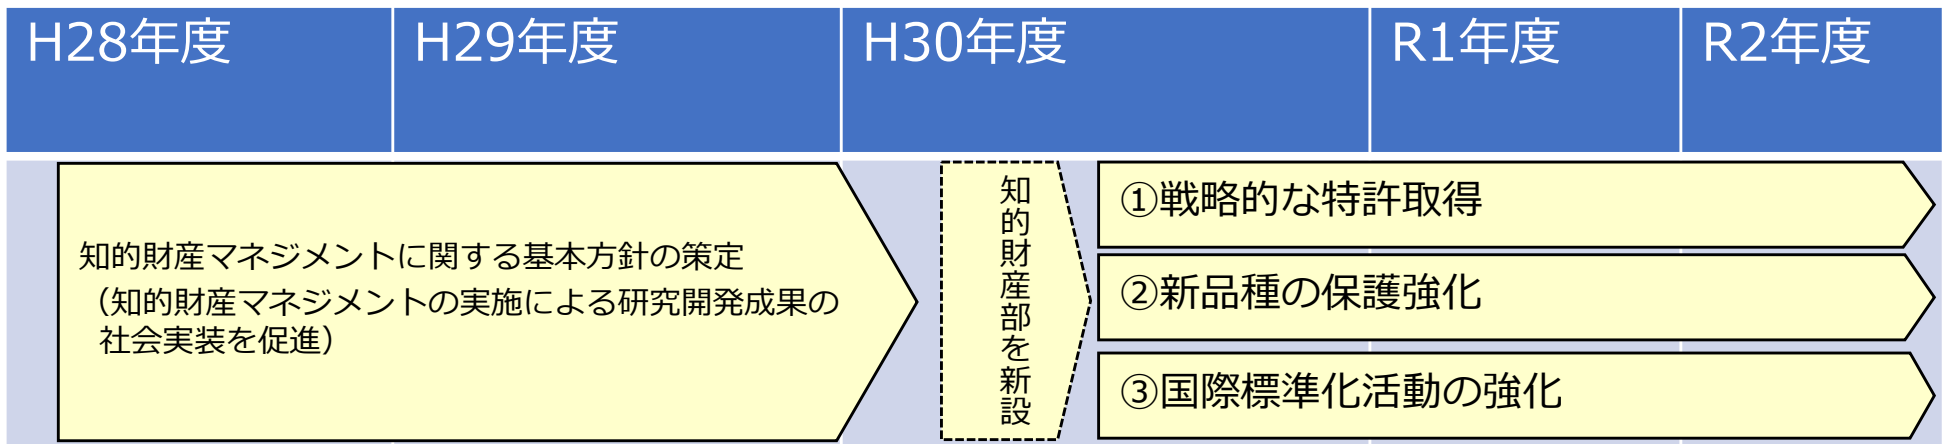 H28年度
H29年度
H30年度
R1年度
R2年度
知的財産マネジメントに関する基本方針の策定
（知的財産マネジメントの実施による研究開発成果の
社会実装を促進）
知的財産部を新設
①戦略的な特許取得
②新品種の保護強化
③国際標準化活動の強化